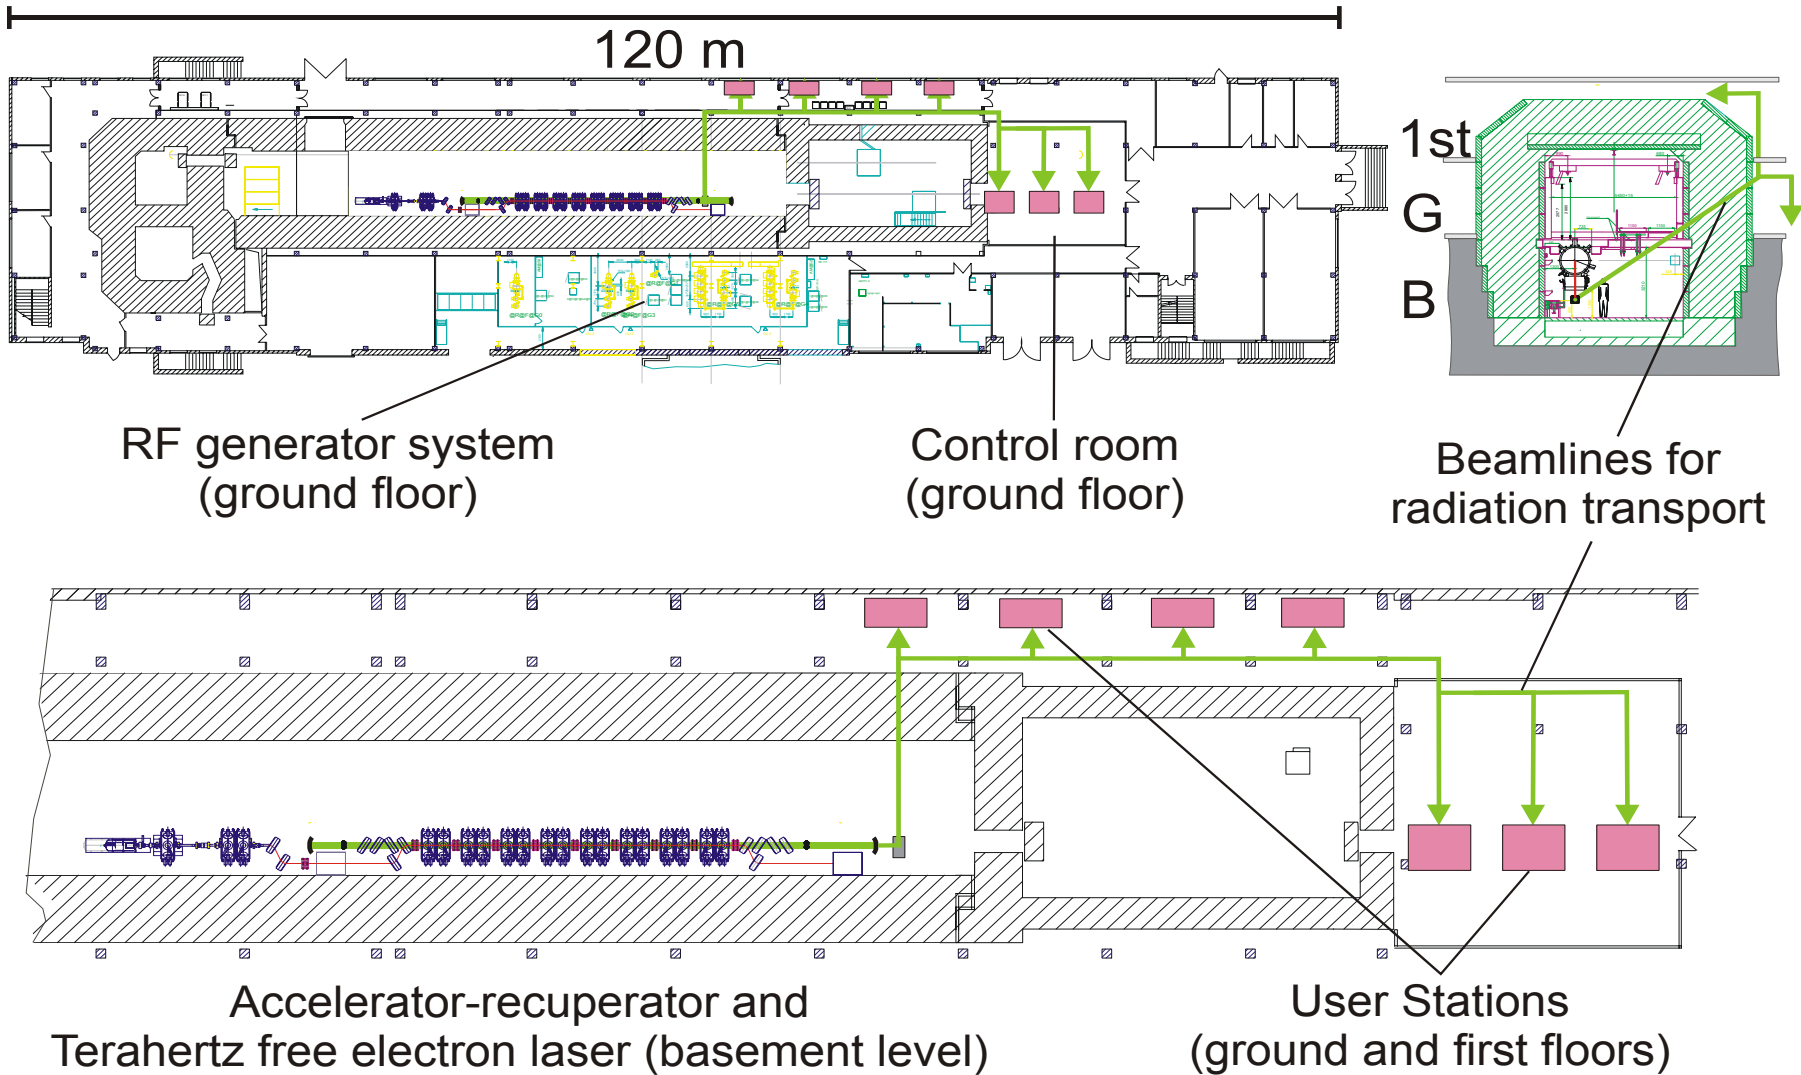 120 m
1st
G
B
RF generator system
(ground floor)
Control room
(ground floor)
Beamlines for
radiation transport
Accelerator-recuperator and
Terahertz free electron laser (basement level)
User Stations
(ground and first floors)